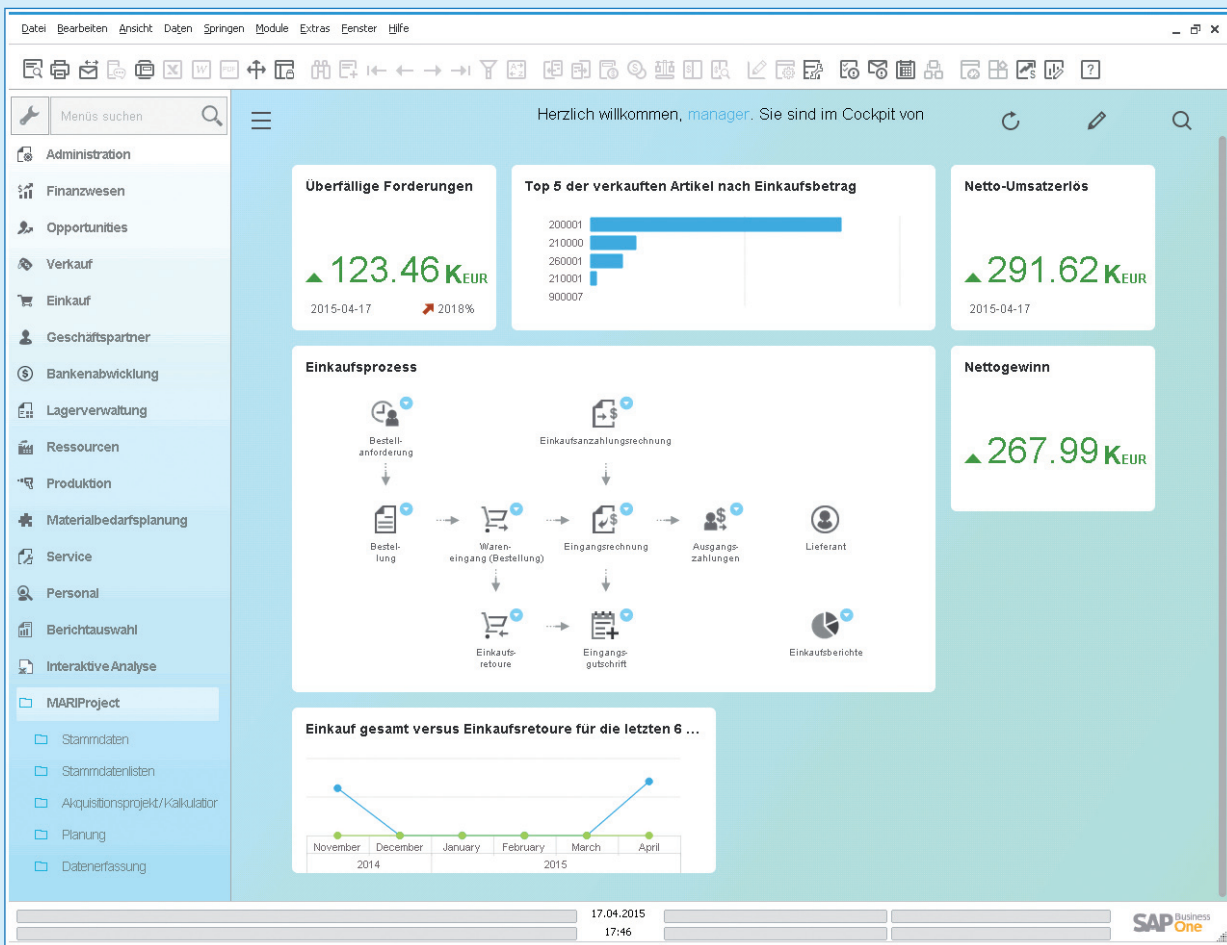 Datei Bearbeiten Ansicht Daten Springen Module Extras Fenster Hilfe
Menüs suchen
Herzlich willkommen, manager. Sie sind im Cockpit von
Administration
Finanzwesen
Opportunities
Verkauf
Einkauf
Geschäftspartner
Bankenabwicklung
Lagerverwaltung
Ressourcen
Produktion
Materialbedarfsplanung
Service
Personal
Berichtauswahl
Interaktive Analyse
MARIProject
Stammdaten
Stammdatenlisten
Akquisitionsprojekt/Kalkulation
Planung
Datenerfassung
Überfällige Forderungen
123.46 KEUR
2015-04-17 2018%
Top 5 der verkauften Artikel nach Einkaufsbetrag
200001
210000
260001
210001
900007
Netto-Umsatzerlös
291.62 KEUR
2015-04-17
Einkaufsprozess
Bestell-
anforderung
Einkaufsanzahlungsrechnung
Bestel-
lung
Waren-
eingang (Bestellung)
Eingangsrechnung
Ausgangs-
zahlungen
Lieferant
Einkaufs-
retoure
Eingangs-
gutschrift
Einkaufsberichte
Nettogewinn
267.99 KEUR
Einkauf gesamt versus Einkaufsretoure für die letzten 6 ...
November December January February March April
2014 2015
17.04.2015
17:46
SAP Business One